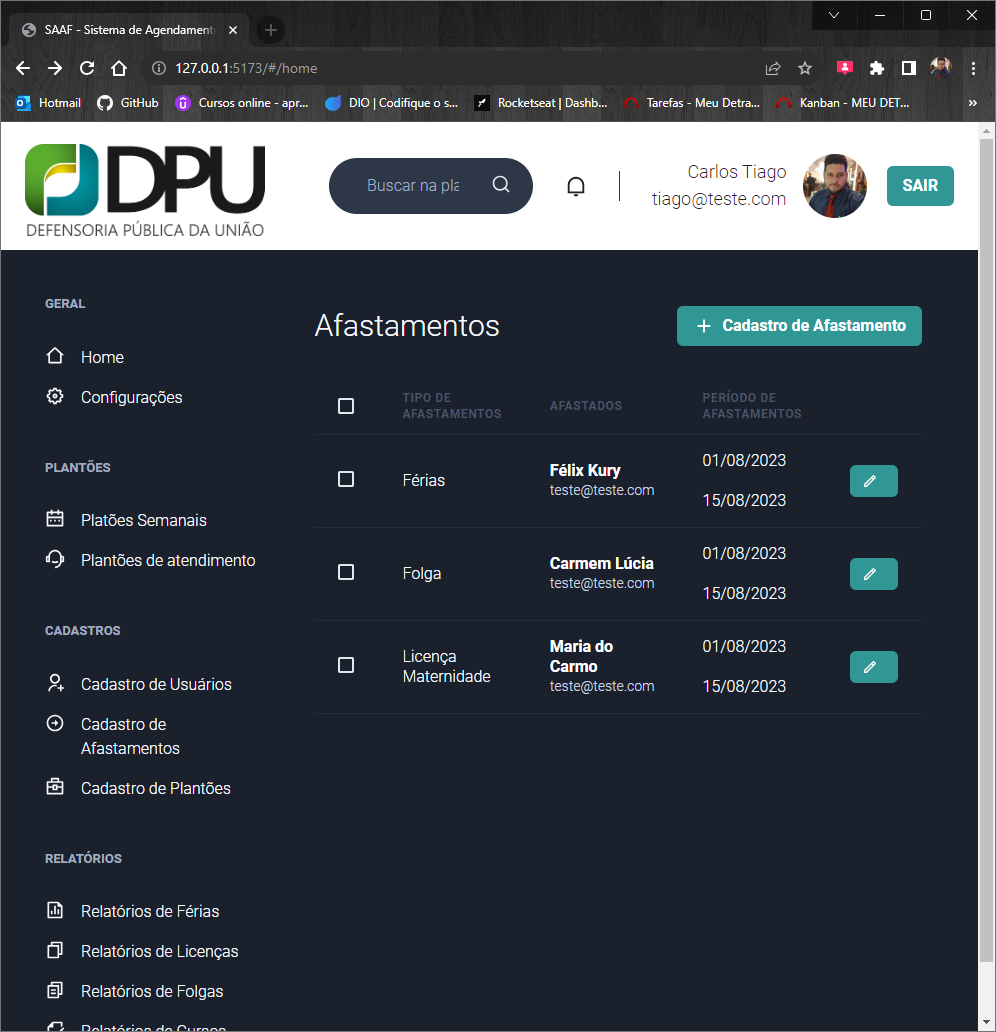 SAAF - Sistema de Agendament
127.0.0.1:5173/#/home
Hotmail
GitHub
Cursos online - apr...
DIO | Codifique o s...
Rocketseat | Dashb...
Tarefas - Meu Detra...
Kanban - MEU DET...
»
DPU
DEFENSORIA PÚBLICA DA UNIÃO
Buscar na pla
Carlos Tiago
tiago@teste.com
SAIR
GERAL
Home
Configurações
PLANTÕES
Platões Semanais
Plantões de atendimento
CADASTROS
Cadastro de Usuários
Cadastro de
Afastamentos
Cadastro de Plantões
RELATÓRIOS
Relatórios de Férias
Relatórios de Licenças
Relatórios de Folgas
Relatórios de Cursos
Afastamentos
+ Cadastro de Afastamento
TIPO DE
AFASTAMENTOS
AFASTADOS
PERÍODO DE
AFASTAMENTOS
Férias
Félix Kury
teste@teste.com
01/08/2023
15/08/2023
Folga
Carmem Lúcia
teste@teste.com
01/08/2023
15/08/2023
Licença
Maternidade
Maria do
Carmo
teste@teste.com
01/08/2023
15/08/2023